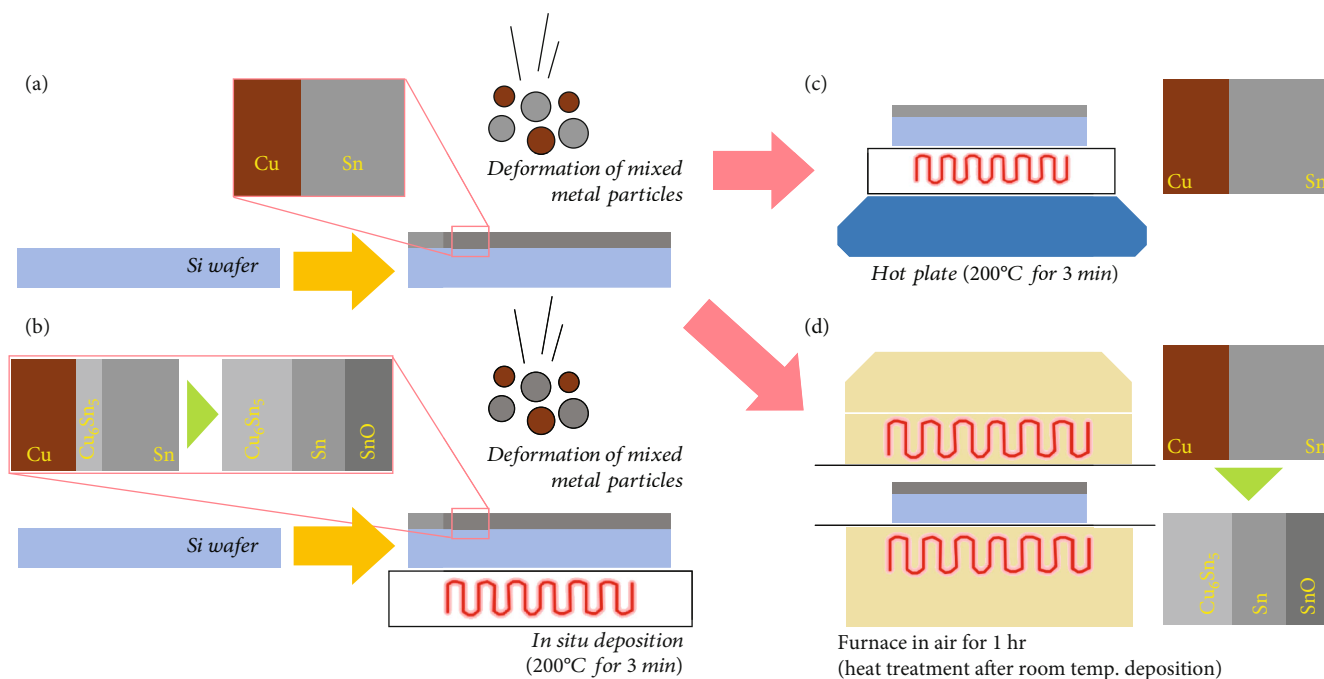 (a)
Cu
Sn
Deformation of mixed
metal particles
Si wafer
(b)
Cu
Cu₆Sn₅
Sn
Cu₆Sn₅
Sn
SnO
Deformation of mixed
metal particles
Si wafer
In situ deposition
(200°C for 3 min)
(c)
Cu
Sn
Hot plate (200°C for 3 min)
(d)
Cu
Sn
Cu₆Sn₅
Sn
SnO
Furnace in air for 1 hr
(heat treatment after room temp. deposition)